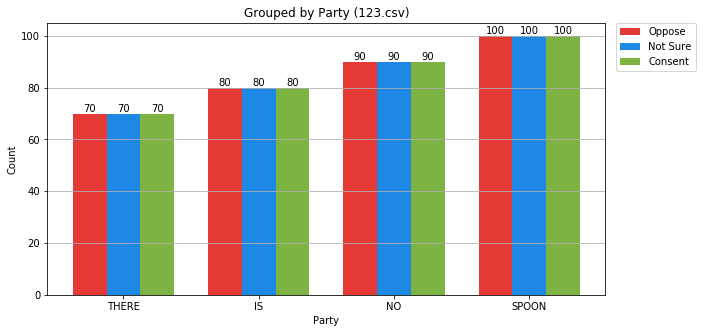 Grouped by Party (123.csv)
Oppose
Not Sure
Consent
Count
100
80
60
40
20
0
70 70 70
80 80 80
90 90 90
100 100 100
THERE IS NO SPOON
Party